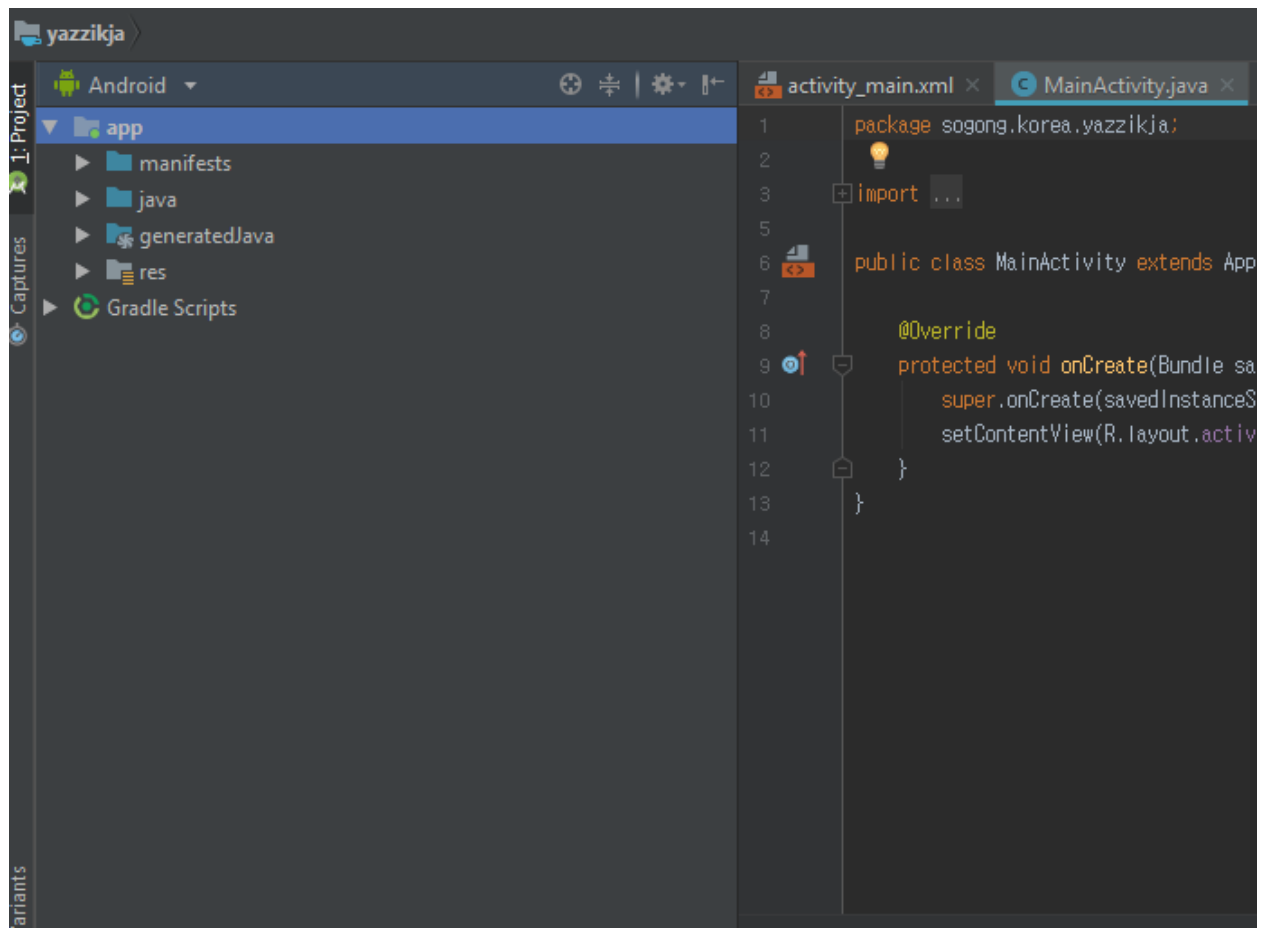 yazzikja
Android
app
manifests
java
generatedJava
res
Gradle Scripts
1: Project
Captures
activity_main.xml
MainActivity.java
1 package sogong.korea.yazzikja;
2
3 import ...
5
6 public class MainActivity extends App
7
8 @Override
9 protected void onCreate(Bundle sa
10 super.onCreate(savedInstanceS
11 setContentView(R.layout.activ
12 }
13 }
14
ariants